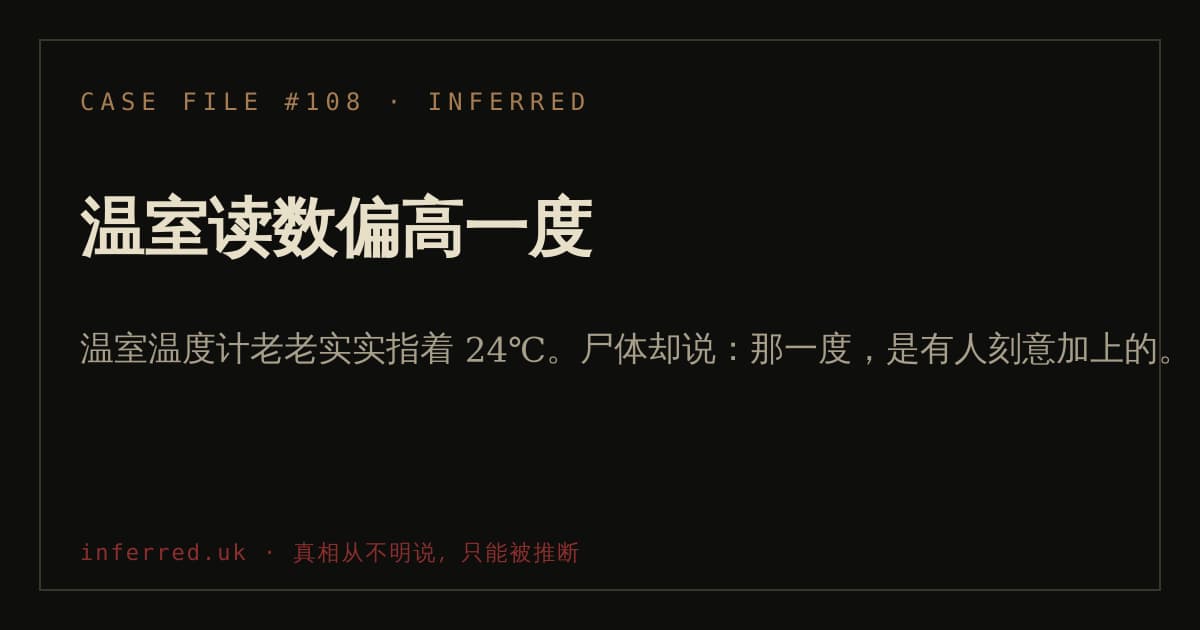 CASE FILE #108 · INFERRED
温室读数偏高一度
温室温度计老老实实指着 24℃。尸体却说：那一度，是有人刻意加上的。
inferred.uk · 真相从不明说，只能被推断